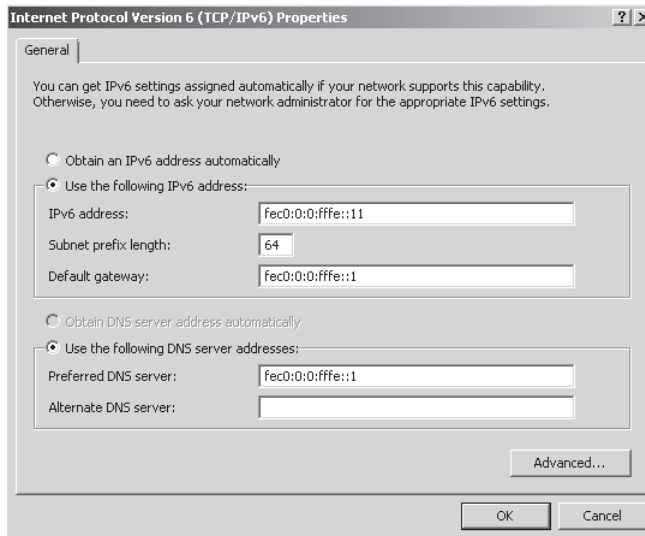 Internet Protocol Version 6 (TCP/IPv6) Properties ? X
General
You can get IPv6 settings assigned automatically if your network supports this capability.
Otherwise, you need to ask your network administrator for the appropriate IPv6 settings.
Obtain an IPv6 address automatically
Use the following IPv6 address:
IPv6 address: fec0:0:0:fffe::11
Subnet prefix length: 64
Default gateway: fec0:0:0:fffe::1
Obtain DNS server address automatically
Use the following DNS server addresses:
Preferred DNS server: fec0:0:0:fffe::1
Alternate DNS server:
Advanced...
OK Cancel